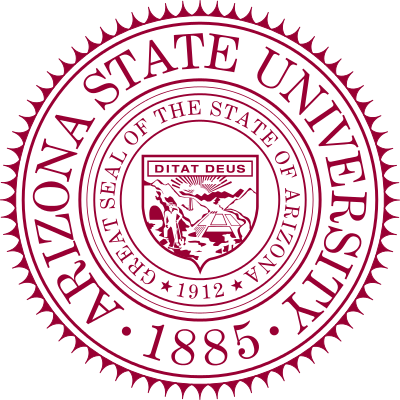 ARIZONA STATE UNIVERSITY
· 1885 ·
GREAT SEAL OF THE STATE OF ARIZONA
★ 1912 ★
DITAT DEUS